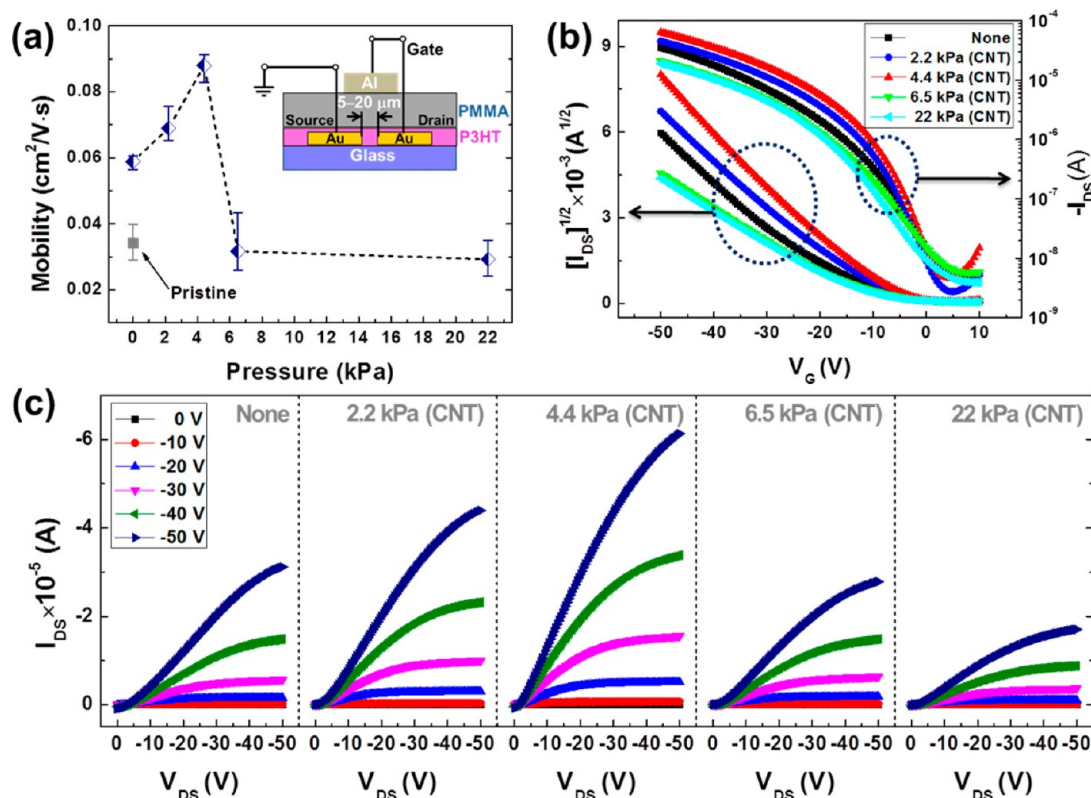 (a)
0.10
0.08
0.06
0.04
0.02
Mobility (cm²/V·s)
0 2 4 6 8 10 12 14 16 18 20 22
Pressure (kPa)
Pristine
Gate
Al
5–20 μm
PMMA
Source
Drain
P3HT
Au
Au
Glass
(b)
9
6
3
0
[I_DS]^1/2 ×10^-3 (A^1/2)
None
2.2 kPa (CNT)
4.4 kPa (CNT)
6.5 kPa (CNT)
22 kPa (CNT)
10^-4
10^-5
10^-6
10^-7
10^-8
10^-9
-I_DS (A)
-50 -40 -30 -20 -10 0 10
V_G (V)
(c)
-6
-4
-2
0
I_DS×10^-5 (A)
0 V
-10 V
-20 V
-30 V
-40 V
-50 V
None
2.2 kPa (CNT)
4.4 kPa (CNT)
6.5 kPa (CNT)
22 kPa (CNT)
0 -10 -20 -30 -40 -50
0 -10 -20 -30 -40 -50
0 -10 -20 -30 -40 -50
0 -10 -20 -30 -40 -50
0 -10 -20 -30 -40 -50
V_DS (V)
V_DS (V)
V_DS (V)
V_DS (V)
V_DS (V)